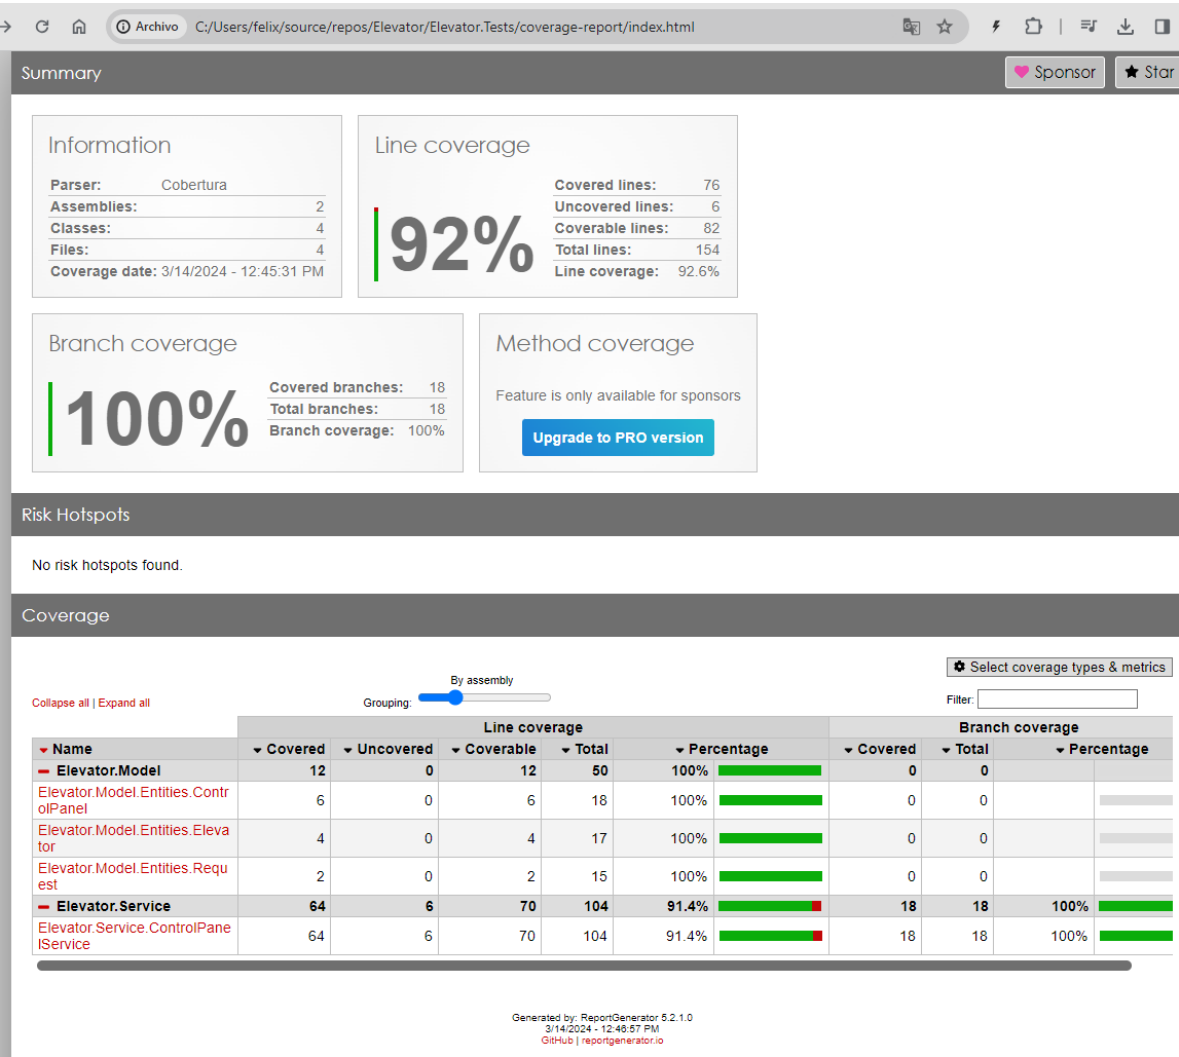 Archivo C:/Users/felix/source/repos/Elevator/Elevator.Tests/coverage-report/index.html
Summary
Sponsor
Star
Information
Parser: Cobertura
Assemblies: 2
Classes: 4
Files: 4
Coverage date: 3/14/2024 - 12:45:31 PM
Line coverage
92%
Covered lines: 76
Uncovered lines: 6
Coverable lines: 82
Total lines: 154
Line coverage: 92.6%
Branch coverage
100%
Covered branches: 18
Total branches: 18
Branch coverage: 100%
Method coverage
Feature is only available for sponsors
Upgrade to PRO version
Risk Hotspots
No risk hotspots found.
Coverage
Select coverage types & metrics
By assembly
Collapse all | Expand all
Grouping:
Filter:
Line coverage Branch coverage
Name Covered Uncovered Coverable Total Percentage Covered Total Percentage
Elevator.Model 12 0 12 50 100% 0 0
Elevator.Model.Entities.Contr
olPanel 6 0 6 18 100% 0 0
Elevator.Model.Entities.Eleva
tor 4 0 4 17 100% 0 0
Elevator.Model.Entities.Requ
est 2 0 2 15 100% 0 0
Elevator.Service 64 6 70 104 91.4% 18 18 100%
Elevator.Service.ControlPane
lService 64 6 70 104 91.4% 18 18 100%
Generated by: ReportGenerator 5.2.1.0
3/14/2024 - 12:46:57 PM
GitHub | reportgenerator.io